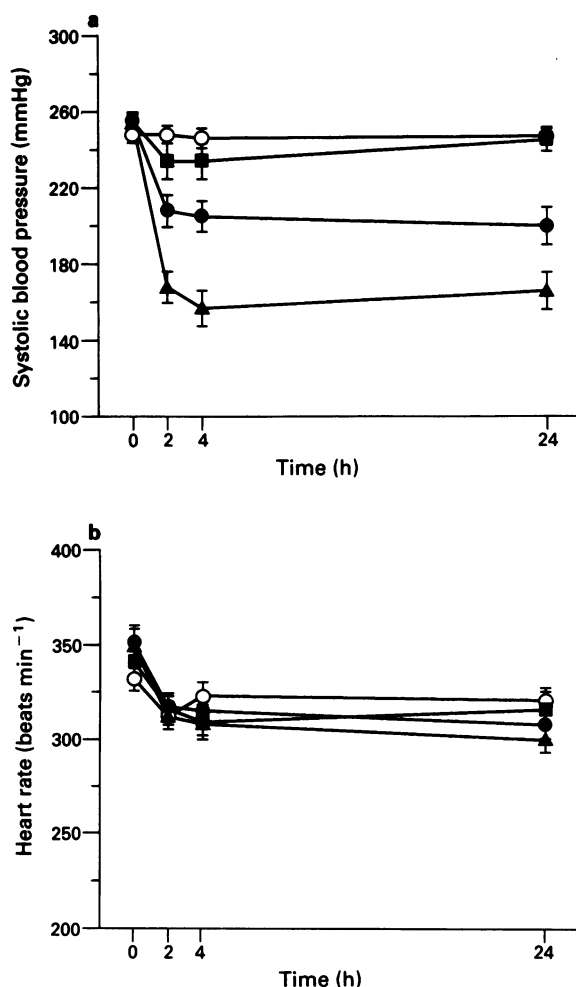 a
300
260
220
180
140
100
Systolic blood pressure (mmHg)
0 2 4 24
Time (h)
b
400
350
300
250
200
Heart rate (beats min⁻¹)
0 2 4 24
Time (h)